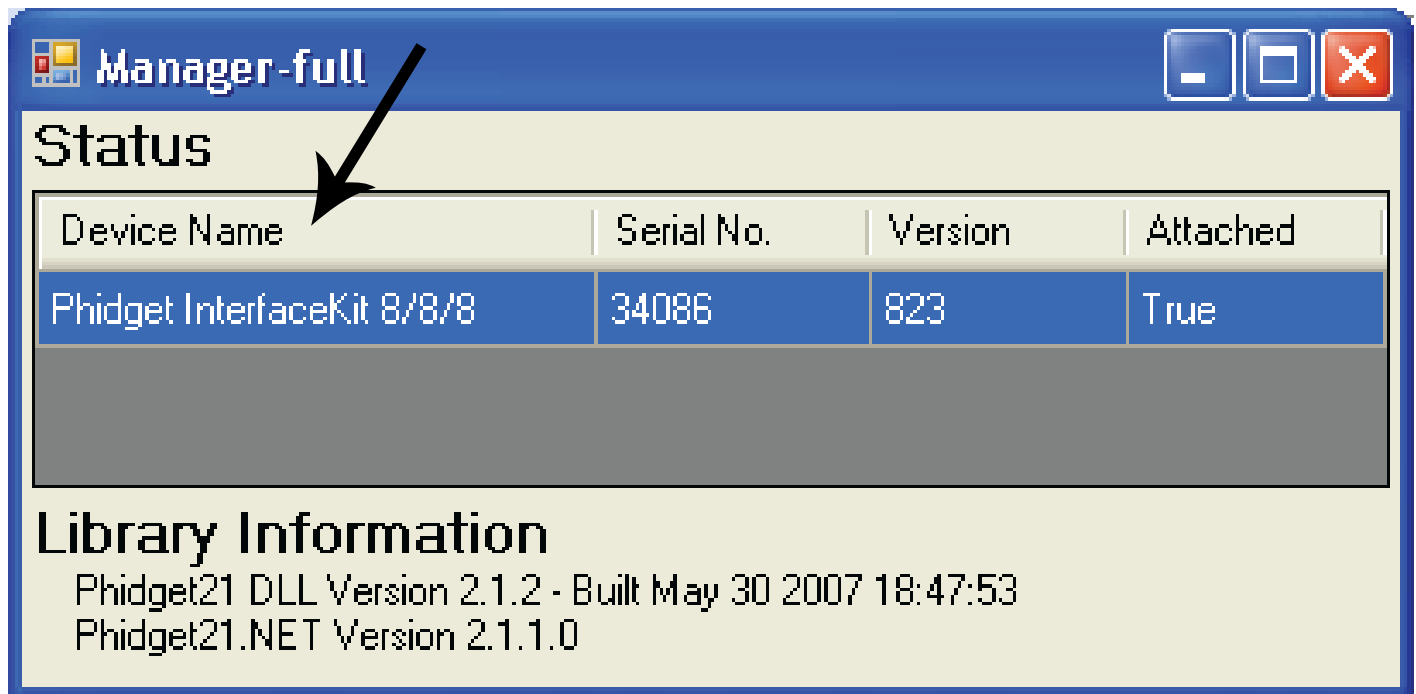 Manager-full
Status
Device Name Serial No. Version Attached
Phidget InterfaceKit 8/8/8 34086 823 True
Library Information
Phidget21 DLL Version 2.1.2 - Built May 30 2007 18:47:53
Phidget21.NET Version 2.1.1.0